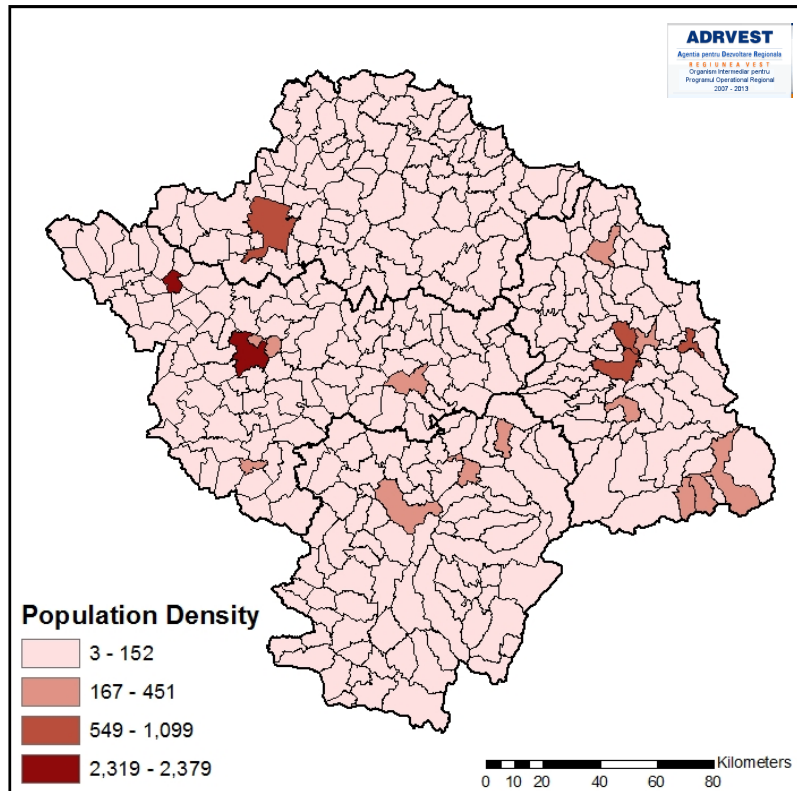 ADRVEST
Agentia pentru Dezvoltare Regionala
REGIUNEA VEST
Organism Intermediar pentru
Programul Operational Regional
2007 - 2013
Population Density
3 - 152
167 - 451
549 - 1,099
2,319 - 2,379
Kilometers
0 10 20 40 60 80